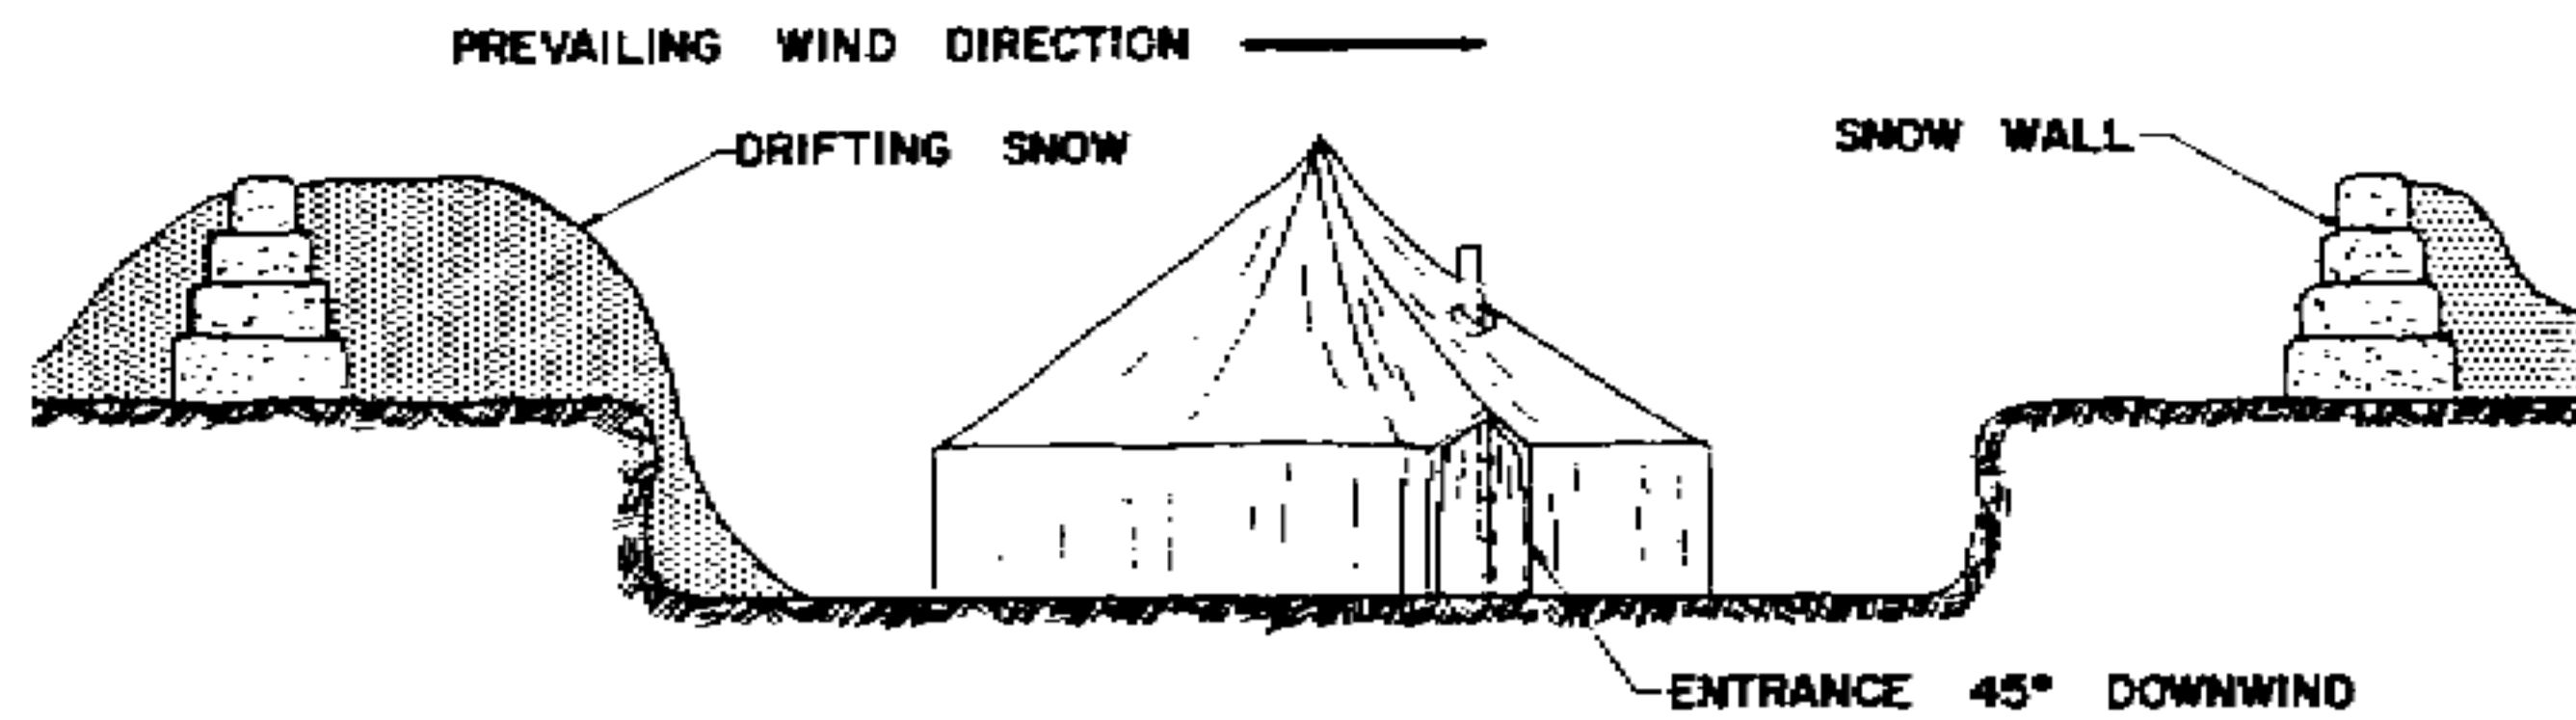 PREVAILING WIND DIRECTION
DRIFTING SNOW
SNOW WALL
ENTRANCE 45° DOWNWIND